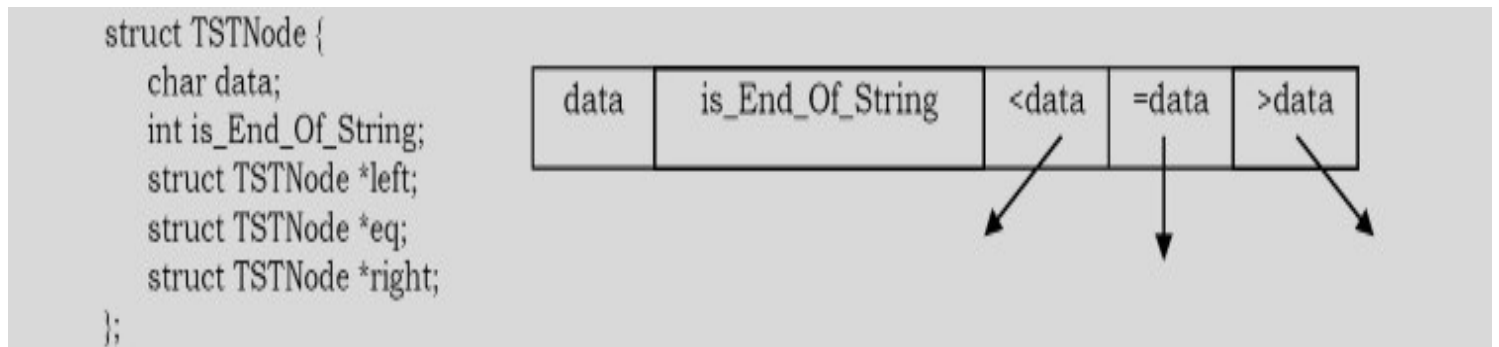 struct TSTNode {
char data;
int is_End_Of_String;
struct TSTNode *left;
struct TSTNode *eq;
struct TSTNode *right;
};
data is_End_Of_String <data =data >data